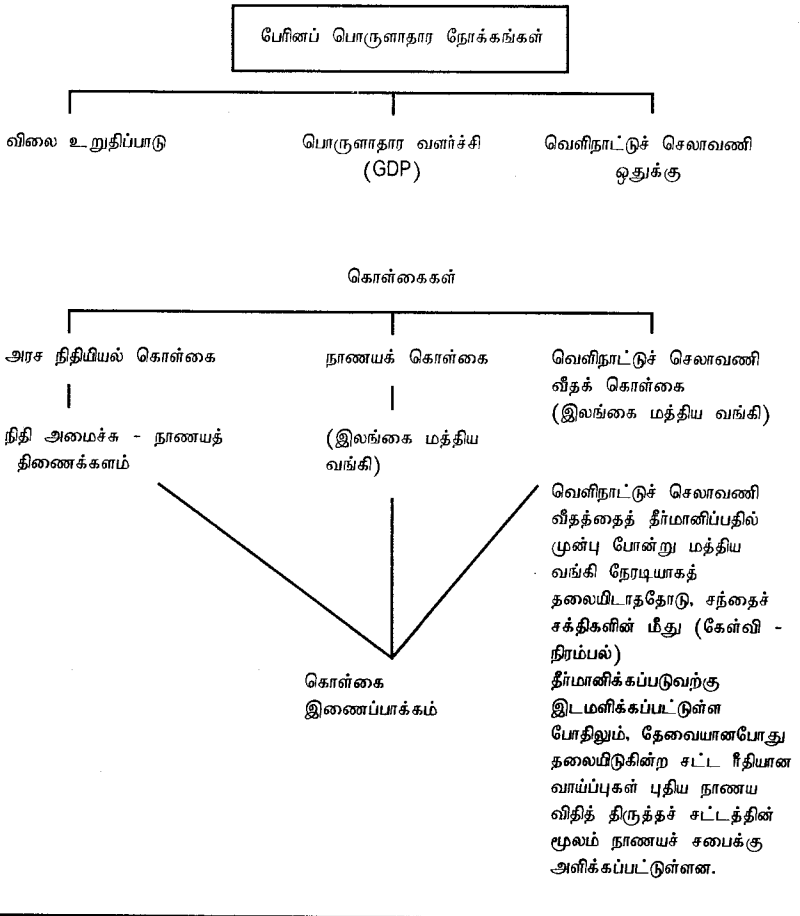 பேரினப் பொருளாதார நோக்கங்கள்
விலை உறுதிப்பாடு
பொருளாதார வளர்ச்சி
(GDP)
வெளிநாட்டுச் செலாவணி
ஒதுக்கு
கொள்கைகள்
அரச நிதியியல் கொள்கை
நிதி அமைச்சு - நாணயத்
திணைக்களம்
நாணயக் கொள்கை
(இலங்கை மத்திய
வங்கி)
வெளிநாட்டுச் செலாவணி
வீதக் கொள்கை
(இலங்கை மத்திய வங்கி)
வெளிநாட்டுச் செலாவணி
வீதத்தைத் தீர்மானிப்பதில்
முன்பு போன்று மத்திய
வங்கி நேரடியாகத்
தலையிடாததோடு, சந்தைச்
சக்திகளின் மீது (கேள்வி -
நிரம்பல்)
தீர்மானிக்கப்படுவற்கு
இடமளிக்கப்பட்டுள்ள
போதிலும், தேவையானபோது
தலையிடுகின்ற சட்ட ரீதியான
வாய்ப்புகள் புதிய நாணய
விதித் திருத்தச் சட்டத்தின்
மூலம் நாணயச் சபைக்கு
அளிக்கப்பட்டுள்ளன.
கொள்கை
இணைப்பாக்கம்